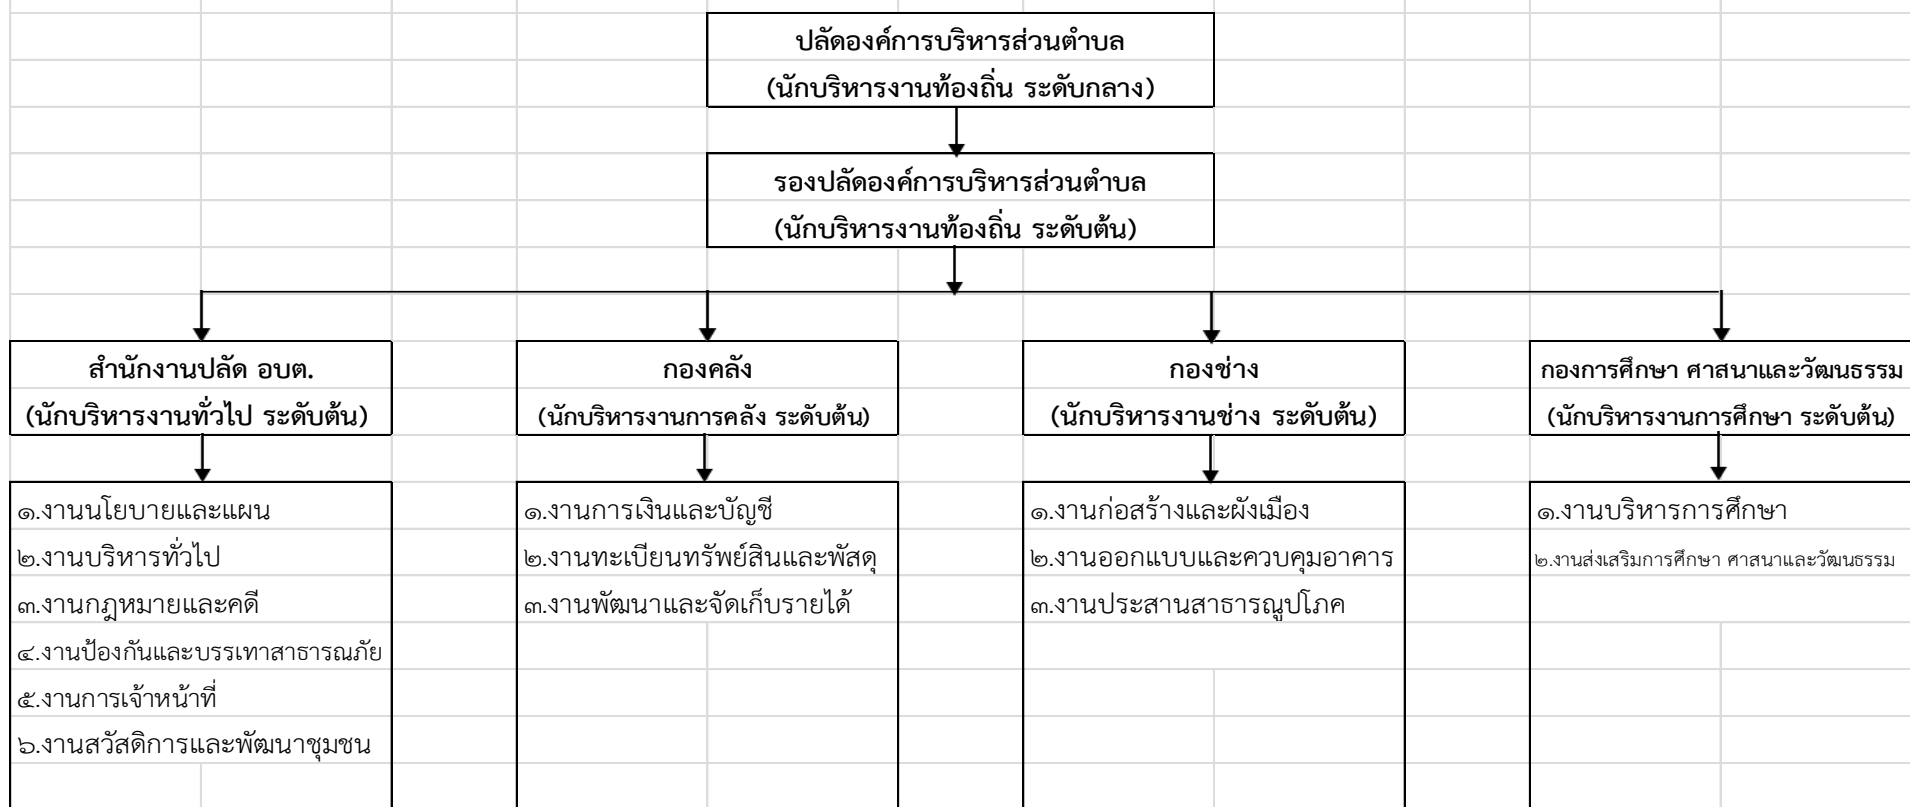 ปลัดองค์การบริหารส่วนตำบล
(นักบริหารงานท้องถิ่น ระดับกลาง)
รองปลัดองค์การบริหารส่วนตำบล
(นักบริหารงานท้องถิ่น ระดับต้น)
สำนักงานปลัด อบต.
(นักบริหารงานทั่วไป ระดับต้น)
กองคลัง
(นักบริหารงานการคลัง ระดับต้น)
กองช่าง
(นักบริหารงานช่าง ระดับต้น)
กองการศึกษา ศาสนาและวัฒนธรรม
(นักบริหารงานการศึกษา ระดับต้น)
๑.งานนโยบายและแผน
๒.งานบริหารทั่วไป
๓.งานกฎหมายและคดี
๔.งานป้องกันและบรรเทาสาธารณภัย
๕.งานการเจ้าหน้าที่
๖.งานสวัสดิการและพัฒนาชุมชน
๑.งานการเงินและบัญชี
๒.งานทะเบียนทรัพย์สินและพัสดุ
๓.งานพัฒนาและจัดเก็บรายได้
๑.งานก่อสร้างและผังเมือง
๒.งานออกแบบและควบคุมอาคาร
๓.งานประสานสาธารณูปโภค
๑.งานบริหารการศึกษา
๒.งานส่งเสริมการศึกษา ศาสนาและวัฒนธรรม